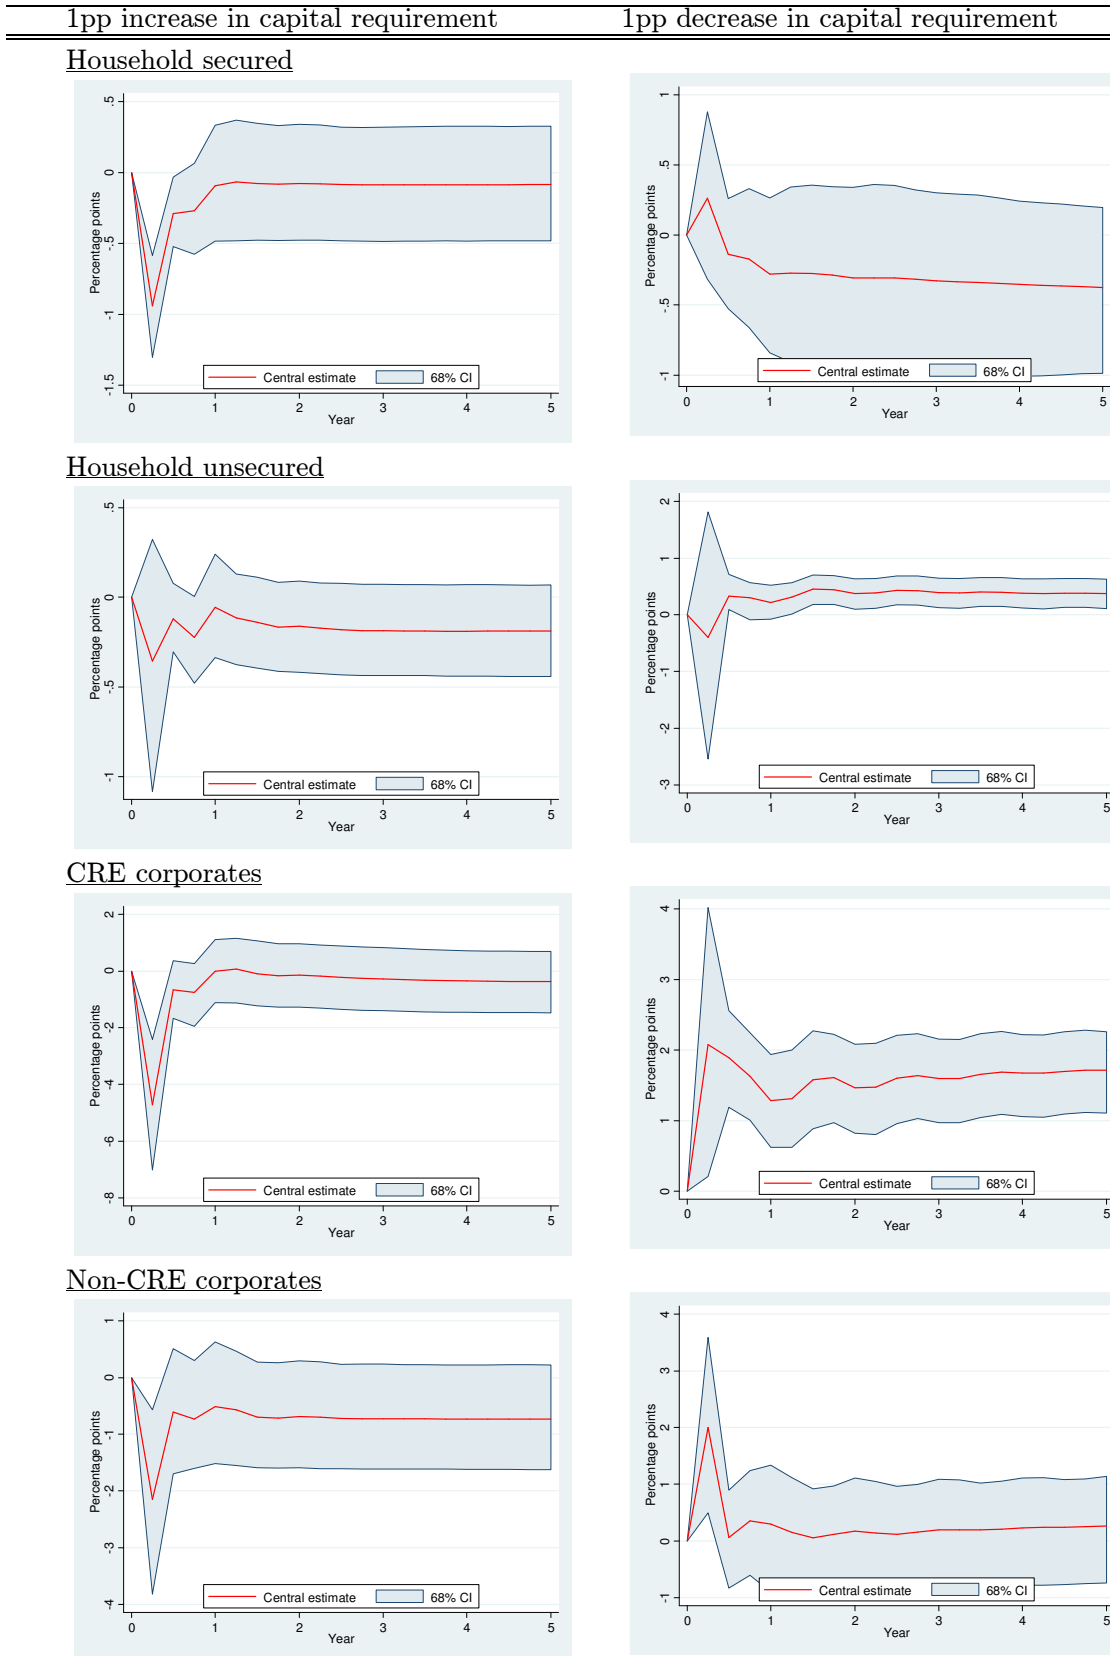 1pp increase in capital requirement 1pp decrease in capital requirement
Household secured
Percentage points
.5
0
-.5
-1
-1.5
Central estimate 68% CI
0 1 2 3 4 5
Year
Percentage points
1
.5
0
-.5
-1
Central estimate 68% CI
0 1 2 3 4 5
Year
Household unsecured
Percentage points
.5
0
-.5
-1
Central estimate 68% CI
0 1 2 3 4 5
Year
Percentage points
2
1
0
-1
-2
-3
Central estimate 68% CI
0 1 2 3 4 5
Year
CRE corporates
Percentage points
2
0
-2
-4
-6
-8
Central estimate 68% CI
0 1 2 3 4 5
Year
Percentage points
4
3
2
1
0
Central estimate 68% CI
0 1 2 3 4 5
Year
Non-CRE corporates
Percentage points
1
0
-1
-2
-3
-4
Central estimate 68% CI
0 1 2 3 4 5
Year
Percentage points
4
3
2
1
0
-1
Central estimate 68% CI
0 1 2 3 4 5
Year